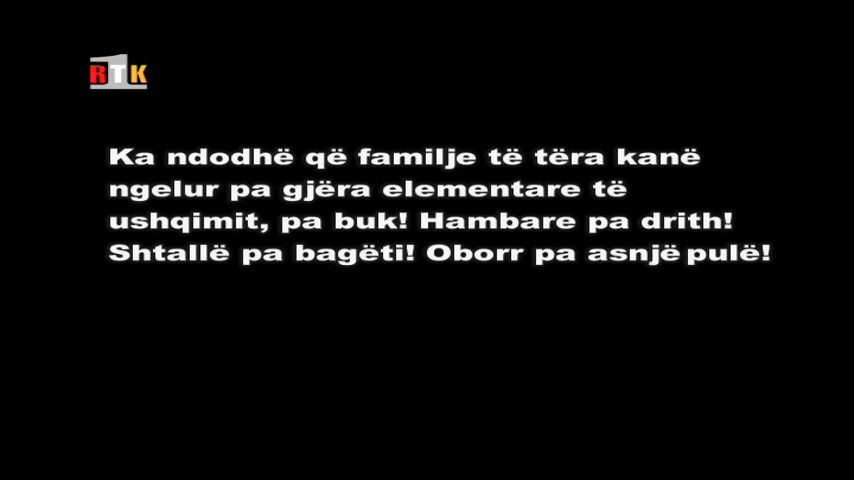 RTK 1
Ka ndodhë që familje të tëra kanë
ngelur pa gjëra elementare të
ushqimit, pa buk! Hambare pa drith!
Shtallë pa bagëti! Oborr pa asnjë pulë!